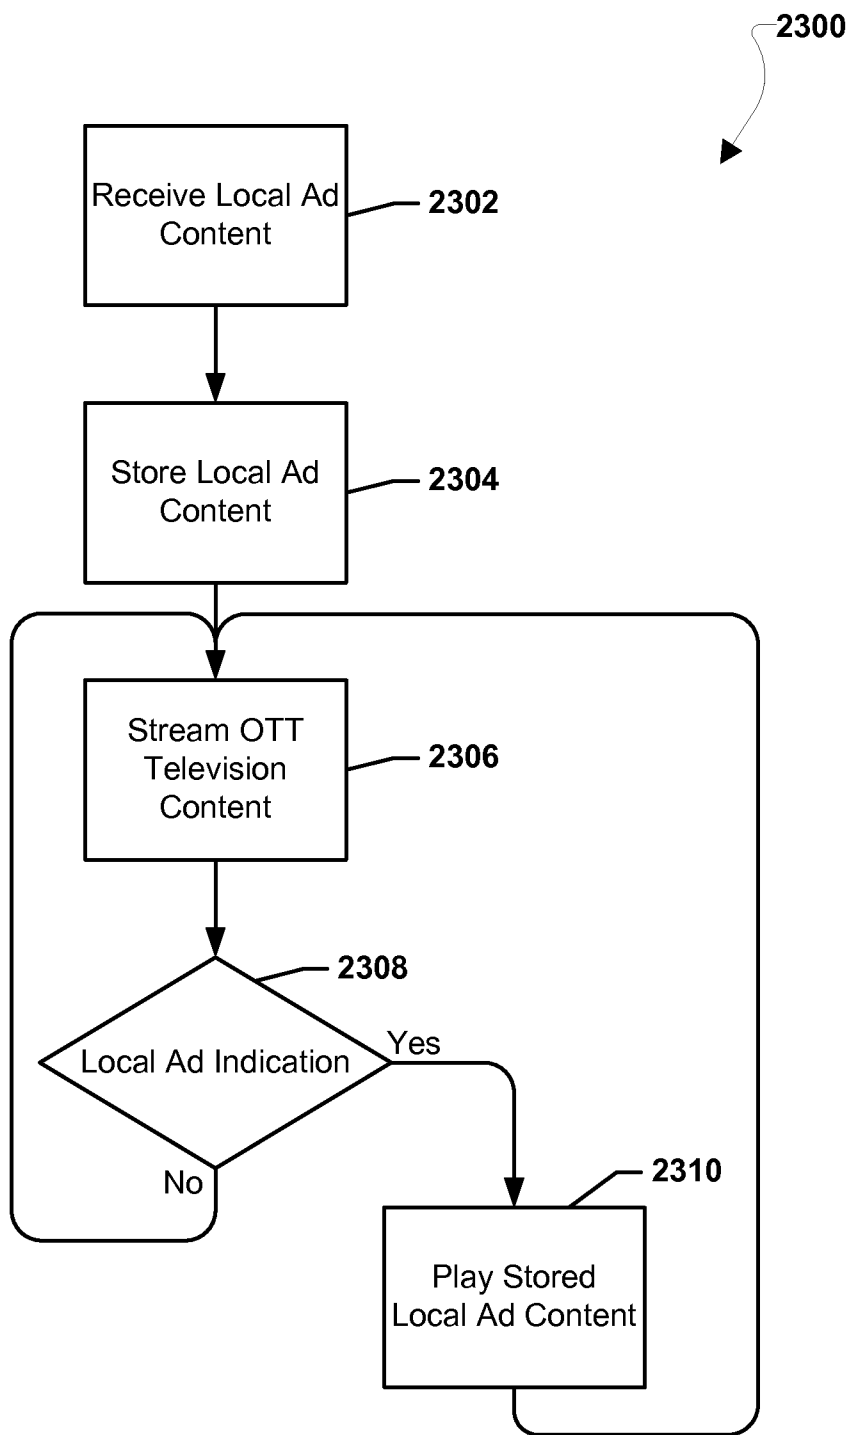 2300
Receive Local Ad
Content
2302
Store Local Ad
Content
2304
Stream OTT
Television
Content
2306
2308
Local Ad Indication
Yes
No
2310
Play Stored
Local Ad Content